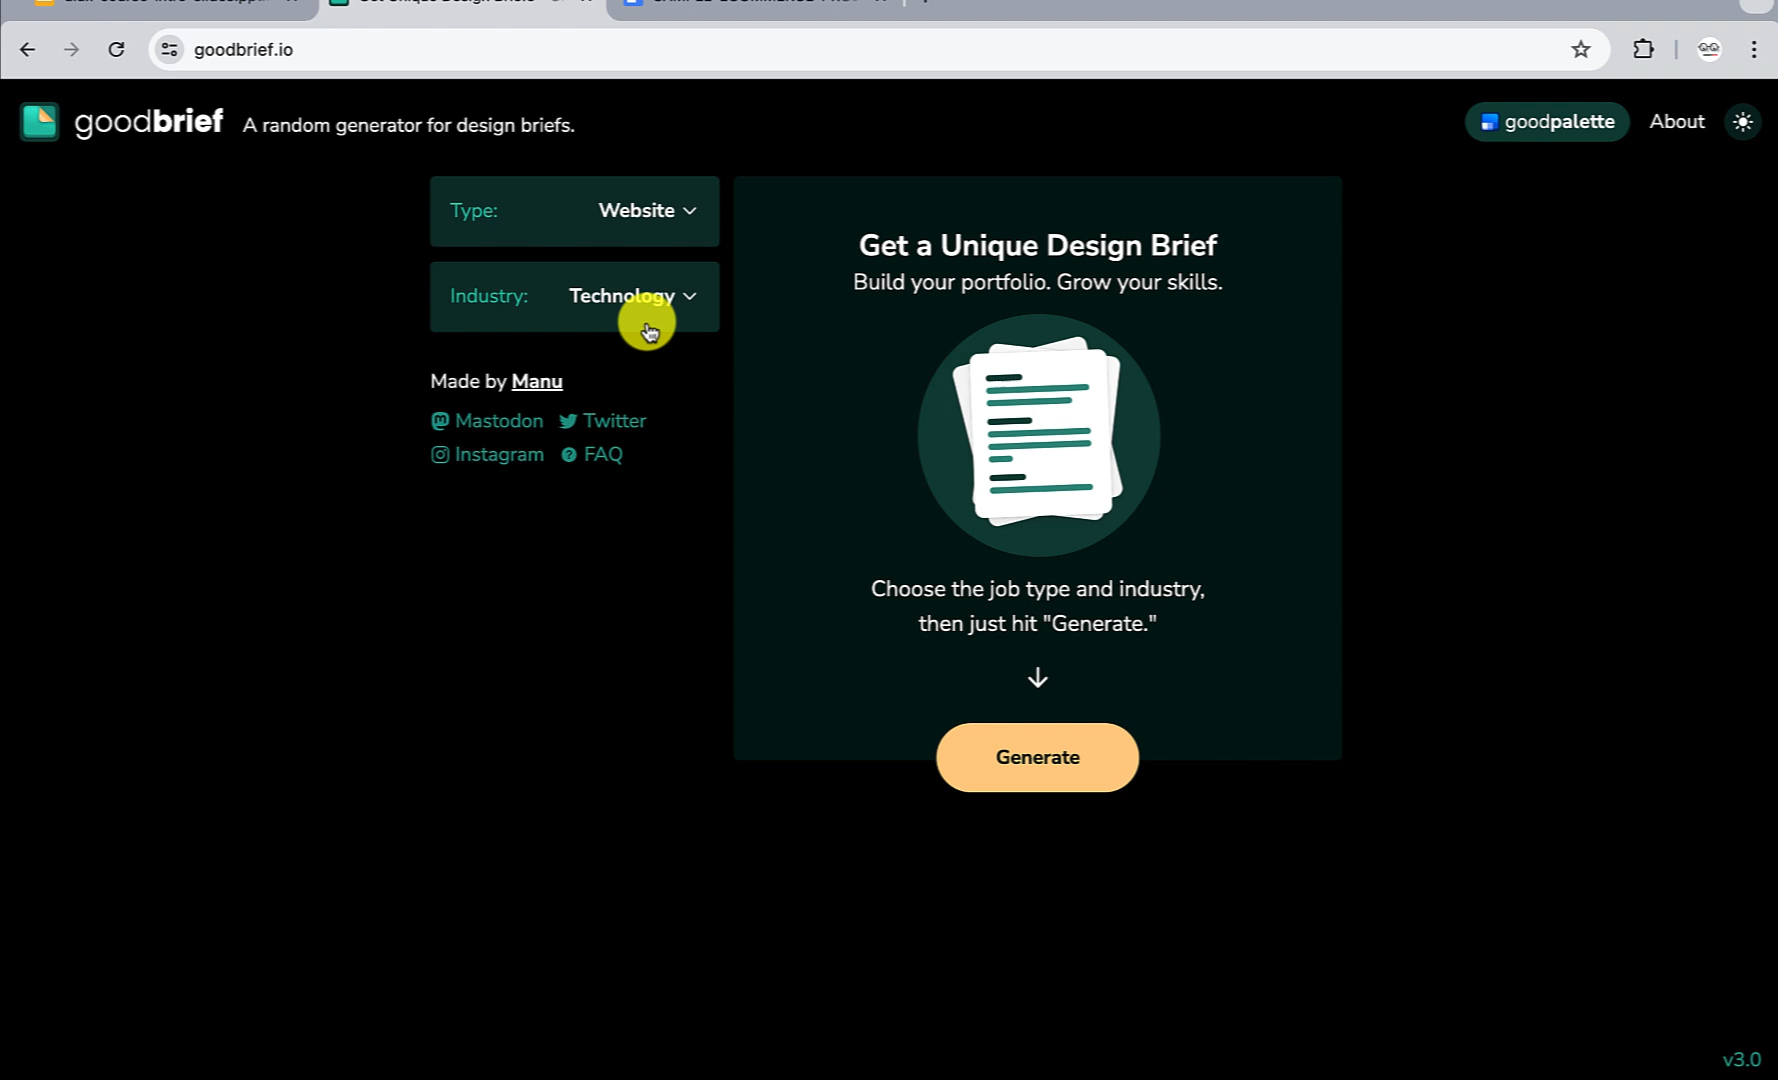 goodbrief.io
goodbrief A random generator for design briefs.
goodpalette About
Type: Website
Industry: Technology
Made by Manu
Mastodon Twitter
Instagram FAQ
Get a Unique Design Brief
Build your portfolio. Grow your skills.
Choose the job type and industry,
then just hit "Generate."
Generate
v3.0